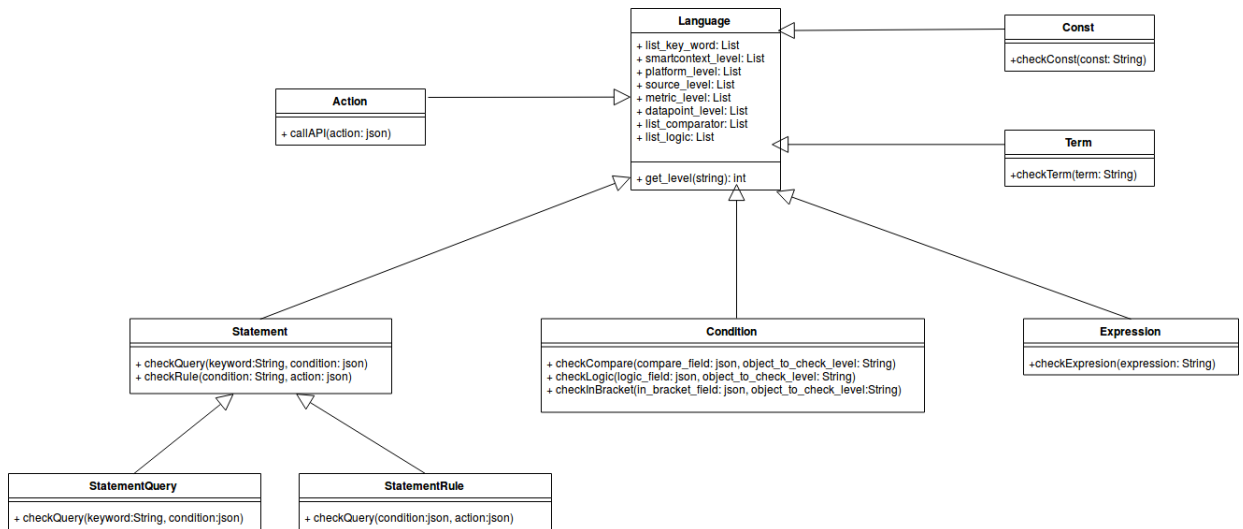 Language
+ list_key_word: List
+ smartcontext_level: List
+ platform_level: List
+ source_level: List
+ metric_level: List
+ datapoint_level: List
+ list_comparator: List
+ list_logic: List
+ get_level(string): int
Const
+checkConst(const: String)
Action
+ callAPI(action: json)
Term
+checkTerm(term: String)
Statement
+ checkQuery(keyword:String, condition: json)
+ checkRule(condition: String, action: json)
Condition
+ checkCompare(compare_field: json, object_to_check_level: String)
+ checkLogic(logic_field: json, object_to_check_level: String)
+ checkInBracket(in_bracket_field: json, object_to_check_level:String)
Expression
+checkExpresion(expression: String)
StatementQuery
+ checkQuery(keyword:String, condition:json)
StatementRule
+ checkQuery(condition:json, action:json)